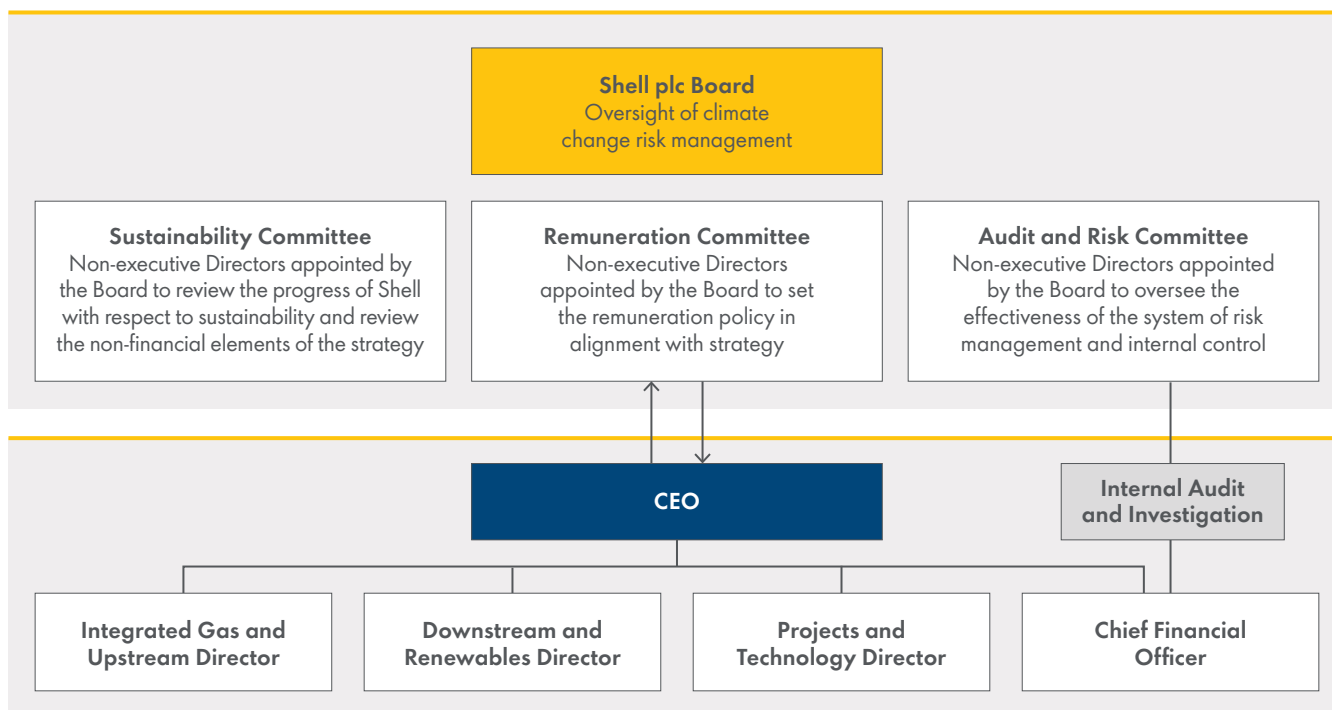 Shell plc Board
Oversight of climate
change risk management
Sustainability Committee
Non-executive Directors appointed by
the Board to review the progress of Shell
with respect to sustainability and review
the non-financial elements of the strategy
Remuneration Committee
Non-executive Directors
appointed by the Board to set
the remuneration policy in
alignment with strategy
Audit and Risk Committee
Non-executive Directors appointed
by the Board to oversee the
effectiveness of the system of risk
management and internal control
CEO
Internal Audit
and Investigation
Integrated Gas and
Upstream Director
Downstream and
Renewables Director
Projects and
Technology Director
Chief Financial
Officer